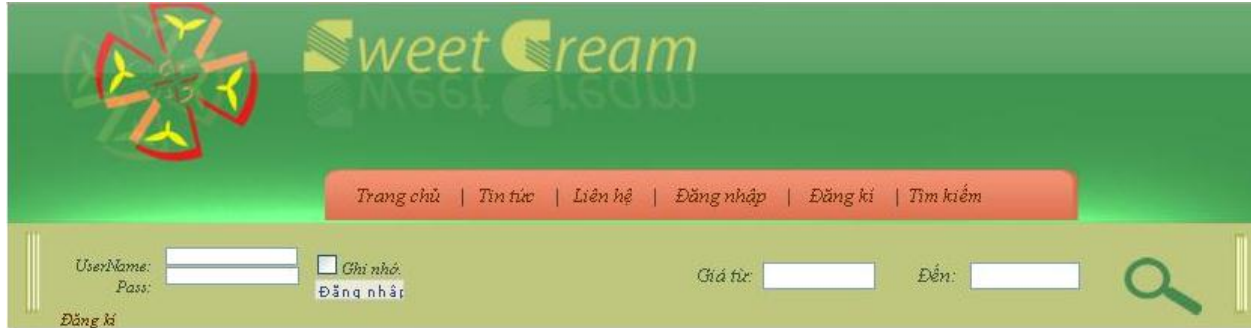 Sweet Cream
Trang chủ | Tin tức | Liên hệ | Đăng nhập | Đăng kí | Tìm kiếm
UserName:
Pass:
Ghi nhớ.
Đăng nhập
Đăng kí
Giá từ: Đến: